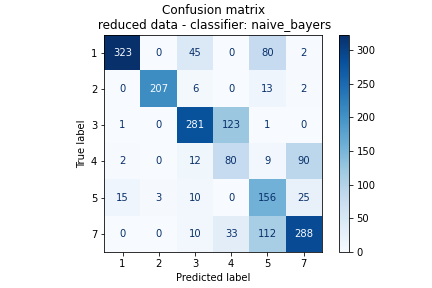 Confusion matrix
reduced data - classifier: naive_bayers
1 323 0 45 0 80 2
2 0 207 6 0 13 2
3 1 0 281 123 1 0
4 2 0 12 80 9 90
5 15 3 10 0 156 25
7 0 0 10 33 112 288
1 2 3 4 5 7
True label
Predicted label
300
250
200
150
100
50
0